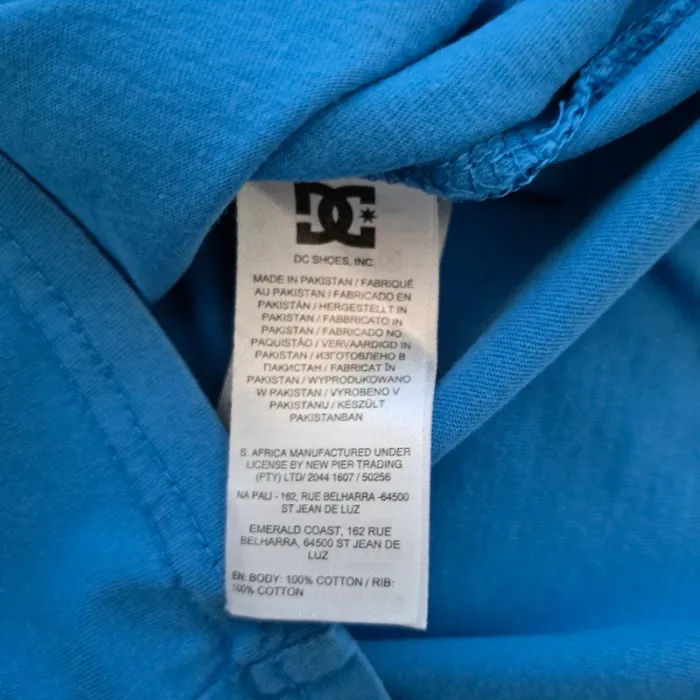 DC
DC SHOES, INC.
MADE IN PAKISTAN / FABRIQUÉ
AU PAKISTAN / FABRICADO EN
PAKISTÁN / HERGESTELLT IN
PAKISTAN / FABBRICATO IN
PAKISTAN / FABRICADO NO
PAQUISTÃO / VERVAARDIGD IN
PAKISTAN / ИЗГОТОВЛЕНО В
ПАКИСТАН / FABRICAT ÎN
PAKISTAN / WYPRODUKOWANO
W PAKISTAN / VYROBENO V
PAKISTANU / KÉSZÜLT
PAKISTANBAN
S. AFRICA MANUFACTURED UNDER
LICENSE BY NEW PIER TRADING
(PTY) LTD/ 2044 1607 / 50256
NA PALI - 162, RUE BELHARRA -64500
ST JEAN DE LUZ
EMERALD COAST, 162 RUE
BELHARRA, 64500 ST JEAN DE
LUZ
EN: BODY: 100% COTTON / RIB:
100% COTTON